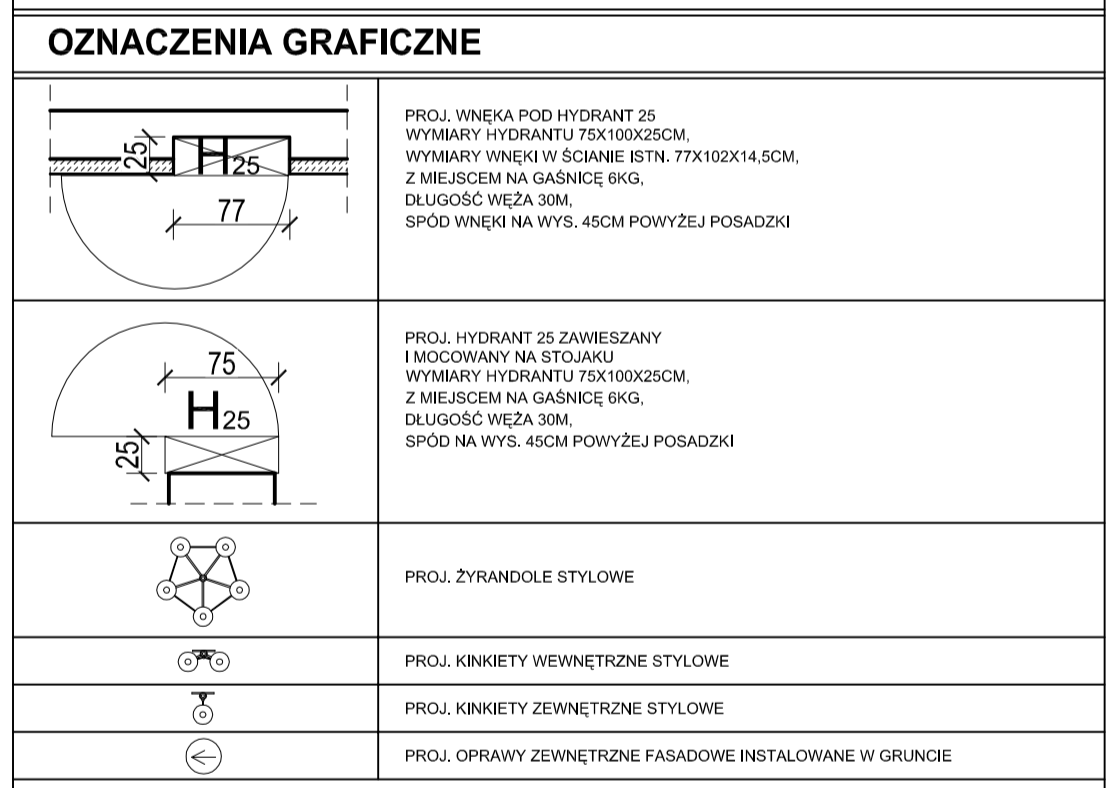 OZNACZENIA GRAFICZNE
25
H25
77
PROJ. WNĘKA POD HYDRANT 25
WYMIARY HYDRANTU 75X100X25CM,
WYMIARY WNĘKI W ŚCIANIE ISTN. 77X102X14,5CM,
Z MIEJSCEM NA GAŚNICĘ 6KG,
DŁUGOŚĆ WĘŻA 30M,
SPÓD WNĘKI NA WYS. 45CM POWYŻEJ POSADZKI
75
H25
25
PROJ. HYDRANT 25 ZAWIESZANY
I MOCOWANY NA STOJAKU
WYMIARY HYDRANTU 75X100X25CM,
Z MIEJSCEM NA GAŚNICĘ 6KG,
DŁUGOŚĆ WĘŻA 30M,
SPÓD NA WYS. 45CM POWYŻEJ POSADZKI
PROJ. ŻYRANDOLE STYLOWE
PROJ. KINKIETY WEWNĘTRZNE STYLOWE
PROJ. KINKIETY ZEWNĘTRZNE STYLOWE
PROJ. OPRAWY ZEWNĘTRZNE FASADOWE INSTALOWANE W GRUNCIE